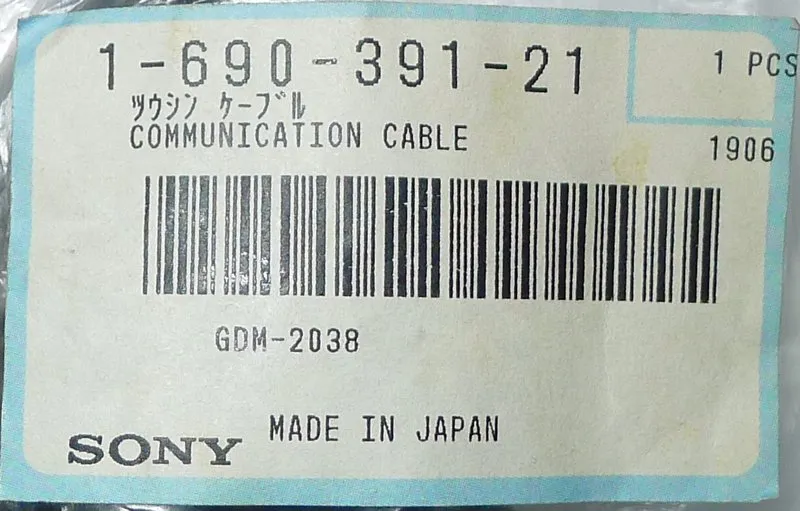 1-690-391-21
1 PCS
ﾂｳｼﾝ ｹｰﾌﾞﾙ
COMMUNICATION CABLE
1906
GDM-2038
SONY MADE IN JAPAN